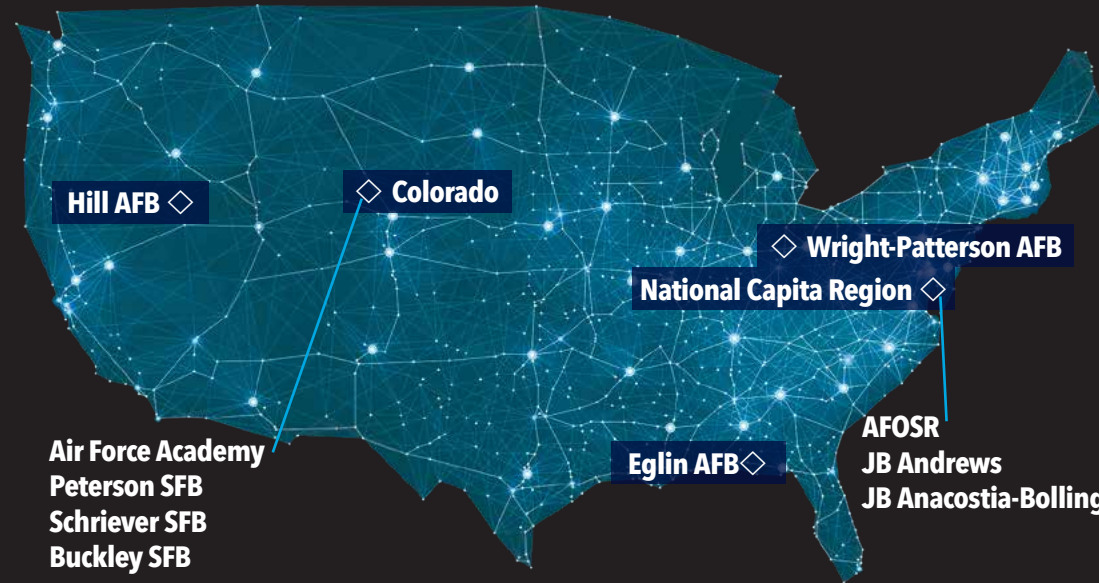 Hill AFB
Colorado
Wright-Patterson AFB
National Capita Region
Eglin AFB
Air Force Academy
Peterson SFB
Schriever SFB
Buckley SFB
AFOSR
JB Andrews
JB Anacostia-Bolling